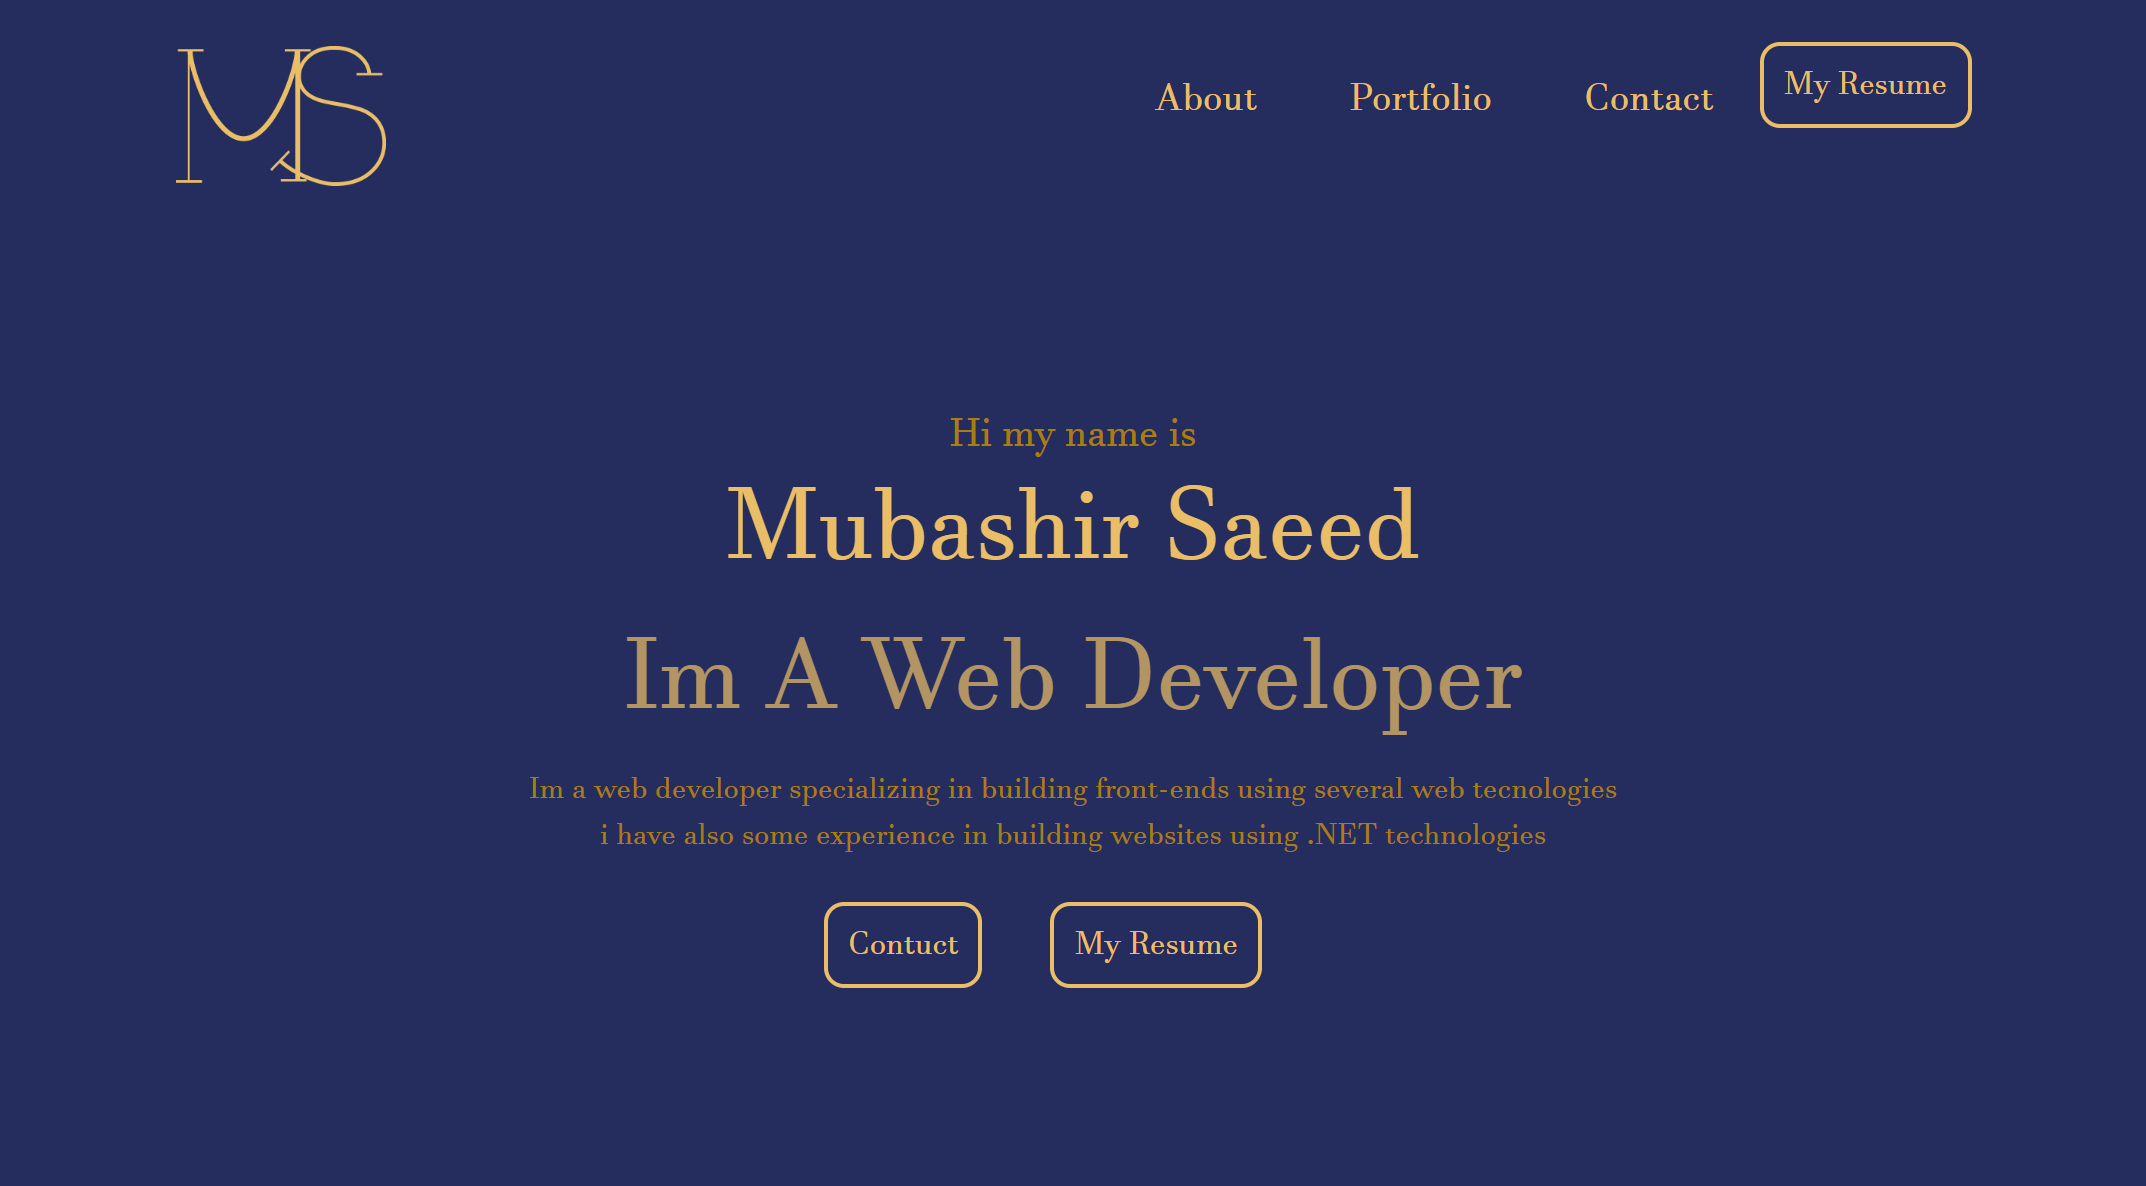 MS
About Portfolio Contact My Resume
Hi my name is
Mubashir Saeed
Im A Web Developer
Im a web developer specializing in building front-ends using several web tecnologies
i have also some experience in building websites using .NET technologies
Contuct My Resume